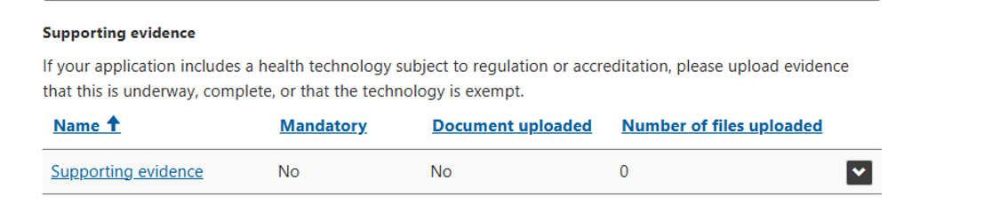 Supporting evidence
If your application includes a health technology subject to regulation or accreditation, please upload evidence
that this is underway, complete, or that the technology is exempt.
Name Mandatory Document uploaded Number of files uploaded
Supporting evidence No No 0